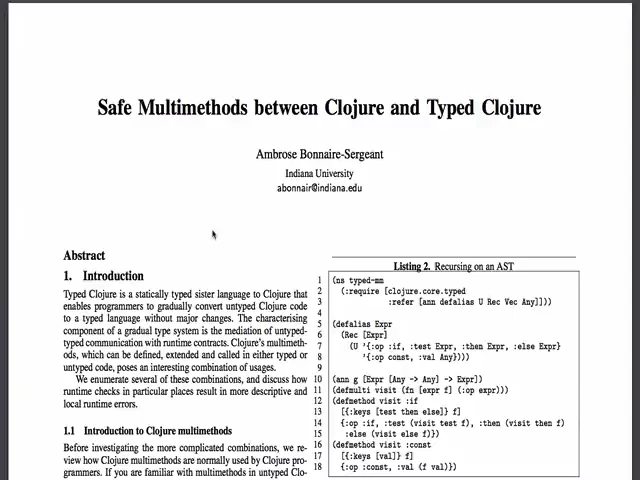 Safe Multimethods between Clojure and Typed Clojure
Ambrose Bonnaire-Sergeant
Indiana University
abonnair@indiana.edu
Abstract
1. Introduction
Typed Clojure is a statically typed sister language to Clojure that
enables programmers to gradually convert untyped Clojure code
to a typed language without major changes. The characterising
component of a gradual type system is the mediation of untyped-
typed communication with runtime contracts. Clojure's multimeth-
ods, which can be defined, extended and called in either typed or
untyped code, poses an interesting combination of usages.
We enumerate several of these combinations, and discuss how
runtime checks in particular places result in more descriptive and
local runtime errors.
1.1 Introduction to Clojure multimethods
Before investigating the more complicated combinations, we re-
view how Clojure multimethods are normally used by Clojure pro-
grammers. If you are familiar with multimethods in untyped Clo-
Listing 2. Recursing on an AST
1 (ns typed-mm
2 (:require [clojure.core.typed
3 :refer [ann defalias U Rec Vec Any]]))
4
5 (defalias Expr
6 (Rec [Expr]
7 (U '{:op :if, :test Expr, :then Expr, :else Expr}
8 '{:op const, :val Any})))
9
10 (ann g [Expr [Any -> Any] -> Expr])
11 (defmulti visit (fn [expr f] (:op expr)))
12 (defmethod visit :if
13 [{:keys [test then else]} f]
14 {:op :if, :test (visit test f), :then (visit then f)
15 :else (visit else f)})
16 (defmethod visit :const
17 [{:keys [val]} f]
18 {:op :const, :val (f val)})